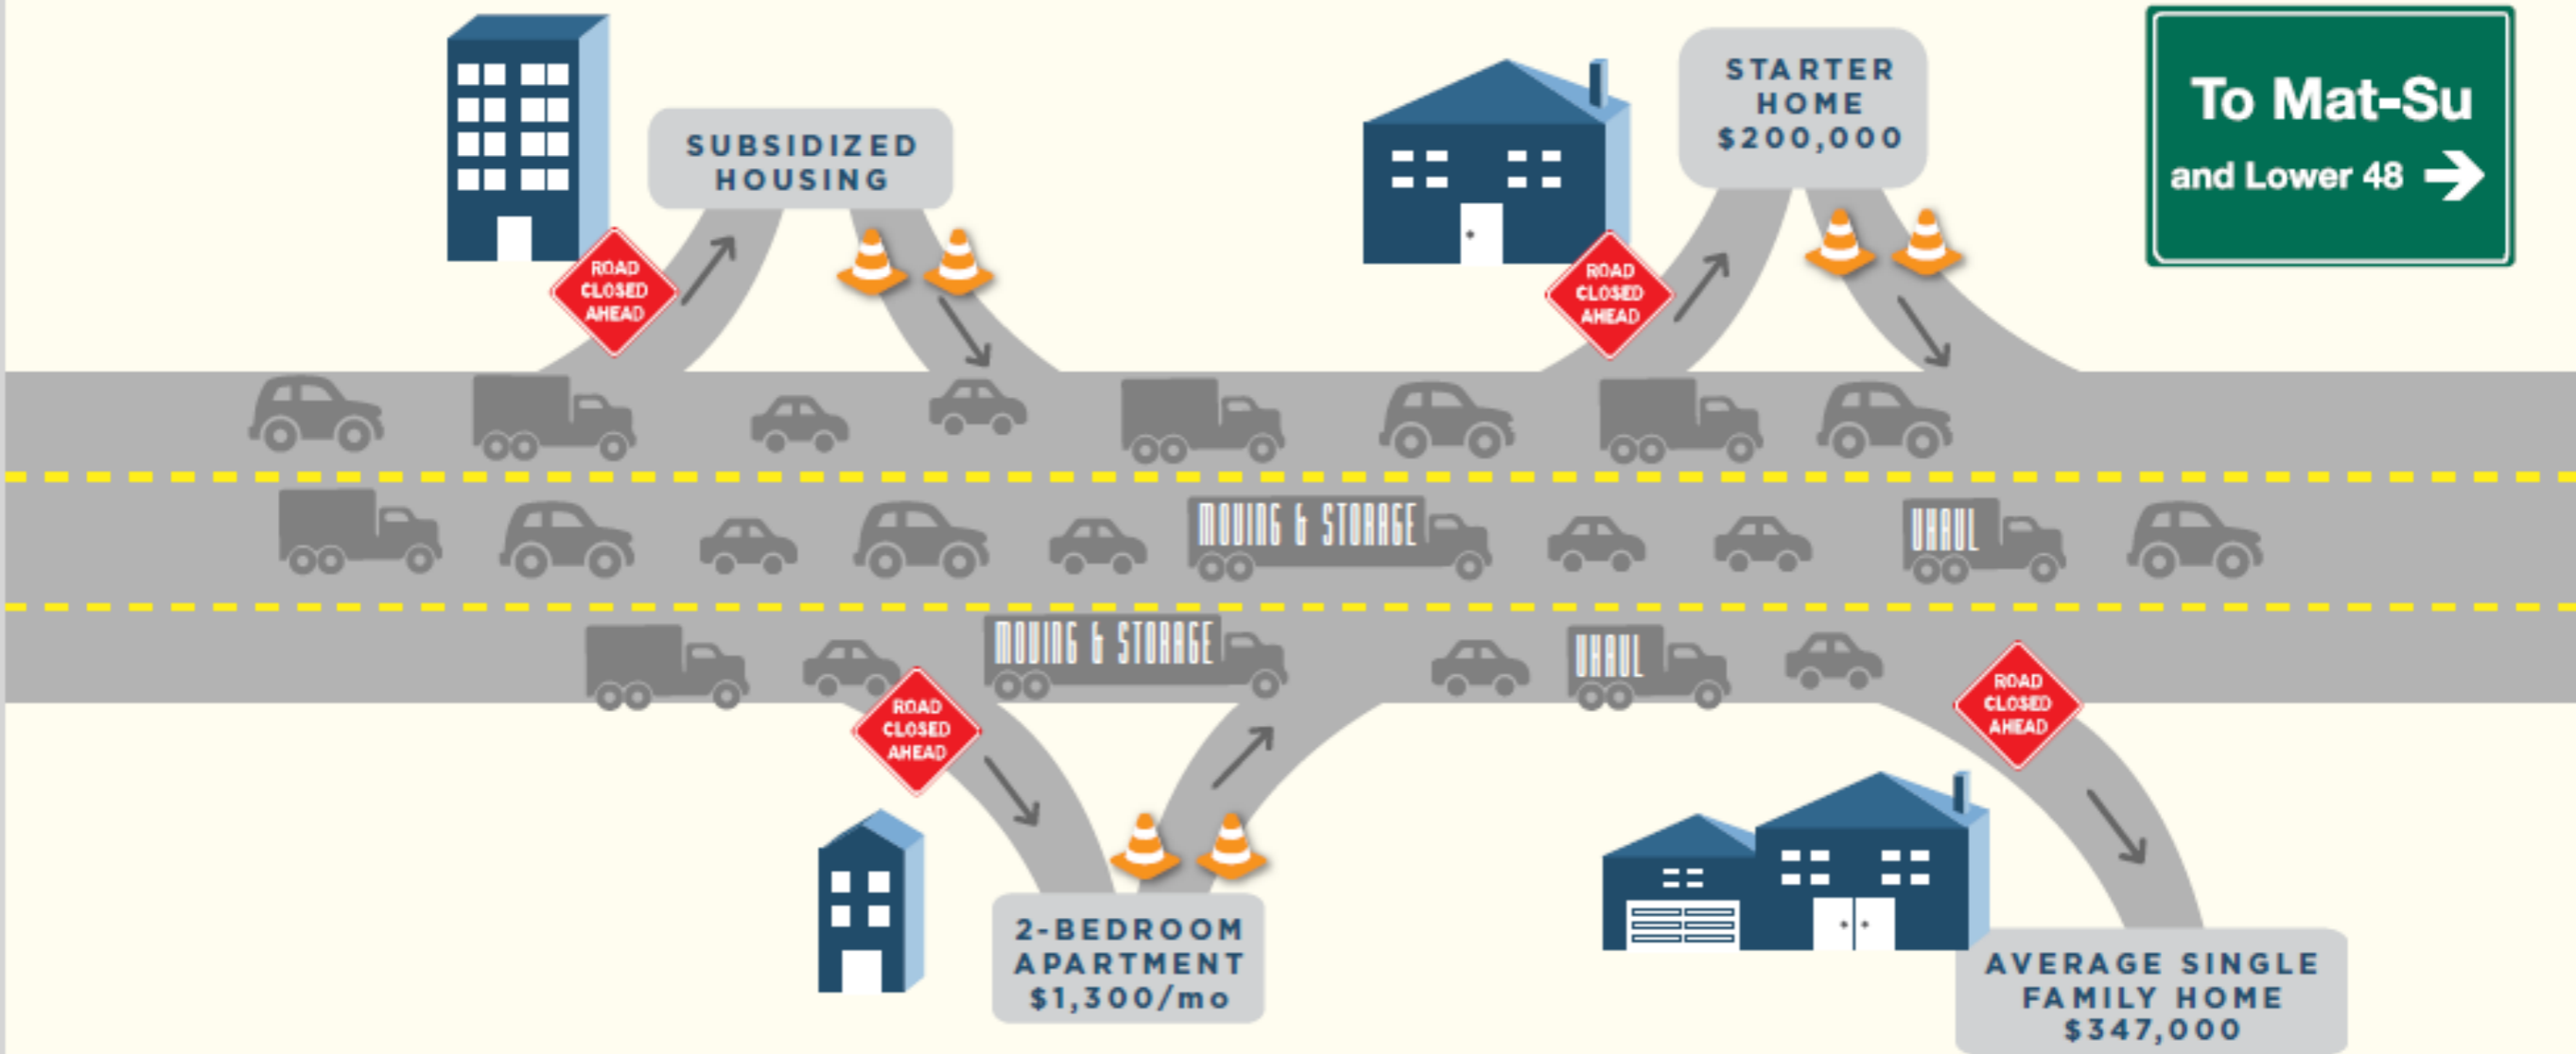 SUBSIDIZED
HOUSING
STARTER
HOME
$200,000
To Mat-Su
and Lower 48
ROAD
CLOSED
AHEAD
ROAD
CLOSED
AHEAD
MOVING & STORAGE
UHAUL
MOVING & STORAGE
UHAUL
ROAD
CLOSED
AHEAD
ROAD
CLOSED
AHEAD
2-BEDROOM
APARTMENT
$1,300/mo
AVERAGE SINGLE
FAMILY HOME
$347,000